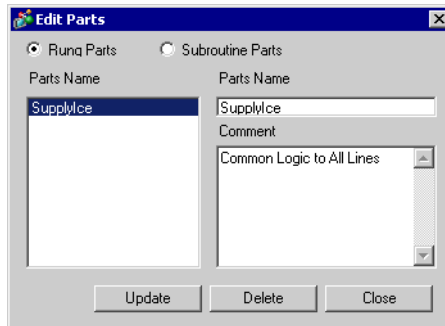 Edit Parts
Rung Parts Subroutine Parts
Parts Name Parts Name
SupplyIce SupplyIce
Comment
Common Logic to All Lines
Update Delete Close